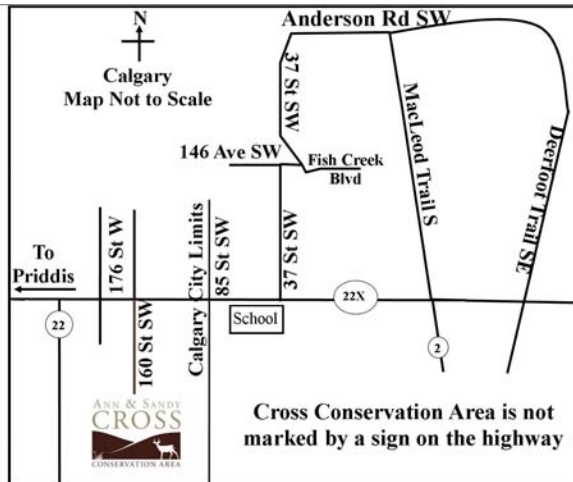 N
Calgary
Map Not to Scale
Anderson Rd SW
37 St SW
MacLeod Trail S
Deerfoot Trail SE
146 Ave SW
Fish Creek
Blvd
To
Priddis
176 St W
160 St SW
Calgary City Limits
85 St SW
37 St SW
22X
22
School
2
ANN & SANDY
CROSS
CONSERVATION AREA
Cross Conservation Area is not
marked by a sign on the highway